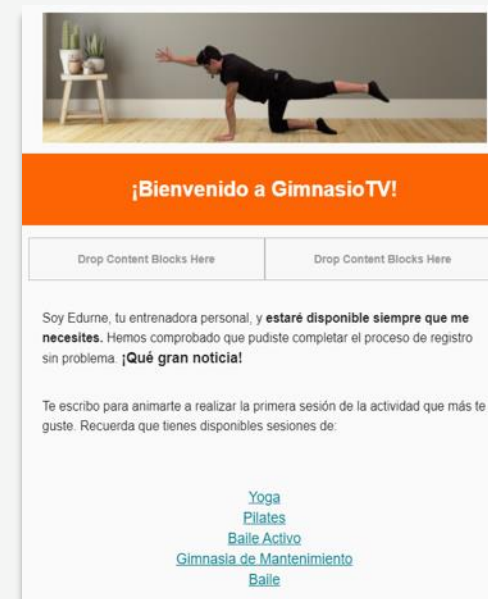 ¡Bienvenido a GimnasioTV!
Drop Content Blocks Here
Drop Content Blocks Here
Soy Edurne, tu entrenadora personal, y estaré disponible siempre que me
necesites. Hemos comprobado que pudiste completar el proceso de registro
sin problema. ¡Qué gran noticia!
Te escribo para animarte a realizar la primera sesión de la actividad que más te
guste. Recuerda que tienes disponibles sesiones de:
Yoga
Pilates
Baile Activo
Gimnasia de Mantenimiento
Baile